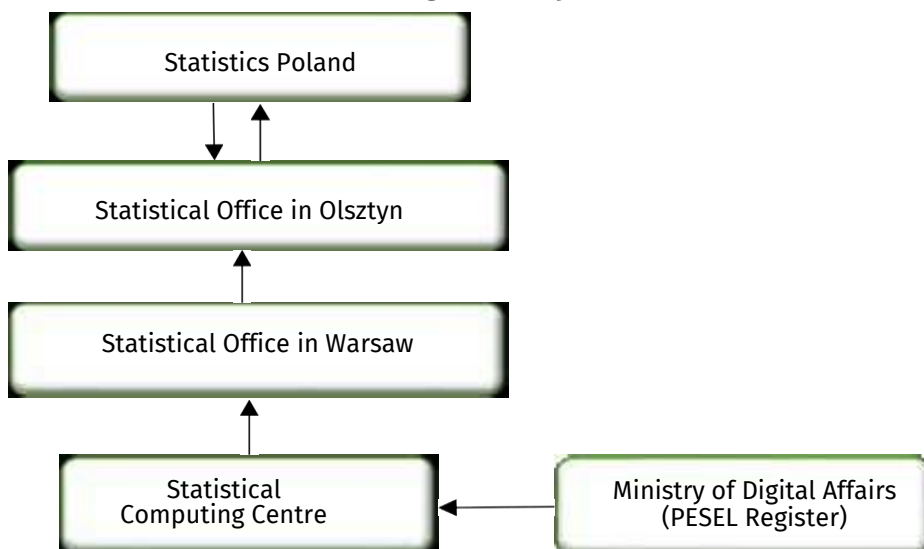 Statistics Poland
Statistical Office in Olsztyn
Statistical Office in Warsaw
Statistical
Computing Centre
Ministry of Digital Affairs
(PESEL Register)